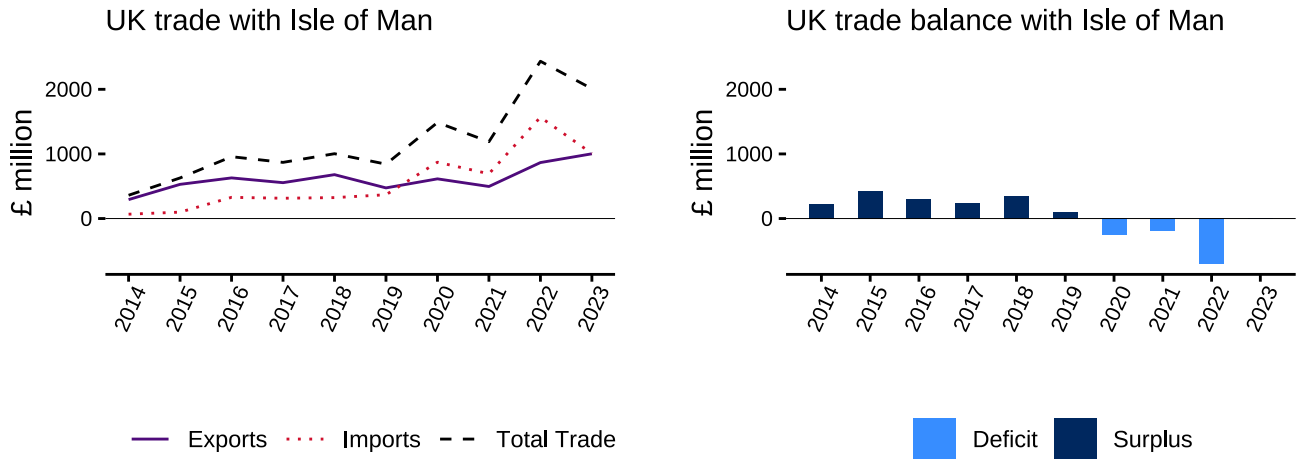 UK trade with Isle of Man
£ million
2000
1000
0
2014 2015 2016 2017 2018 2019 2020 2021 2022 2023
Exports Imports Total Trade
UK trade balance with Isle of Man
£ million
2000
1000
0
2014 2015 2016 2017 2018 2019 2020 2021 2022 2023
Deficit Surplus